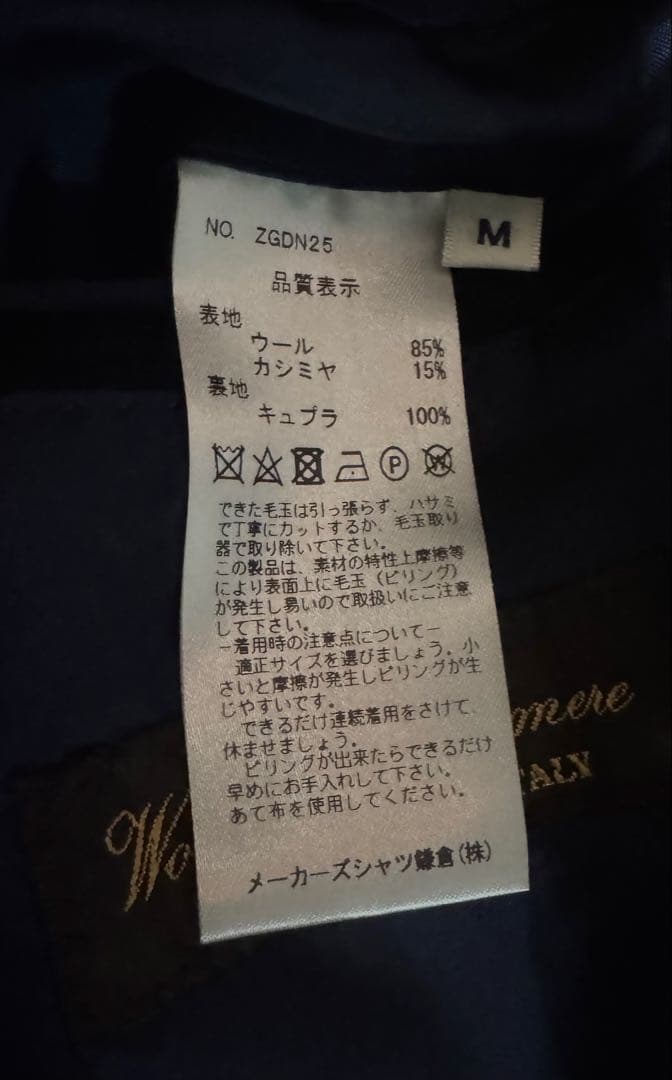 NO. ZGDN25
M
品質表示
表地
ウール 85%
カシミヤ 15%
裏地
キュプラ 100%
P
W
できた毛玉は引っ張らず、ハサミ
で丁寧にカットするか、毛玉取り
器で取り除いて下さい。
この製品は、素材の特性上摩擦等
により表面上に毛玉（ピリング）
が発生し易いので取扱いにご注意
して下さい。
－着用時の注意点について－
適正サイズを選びましょう。小
さいと摩擦が発生しピリングが生
じやすいです。
できるだけ連続着用をさけて、
休ませましょう。
ピリングが出来たらできるだけ
早めにお手入れして下さい。
あて布を使用してください。
メーカーズシャツ鎌倉(株)